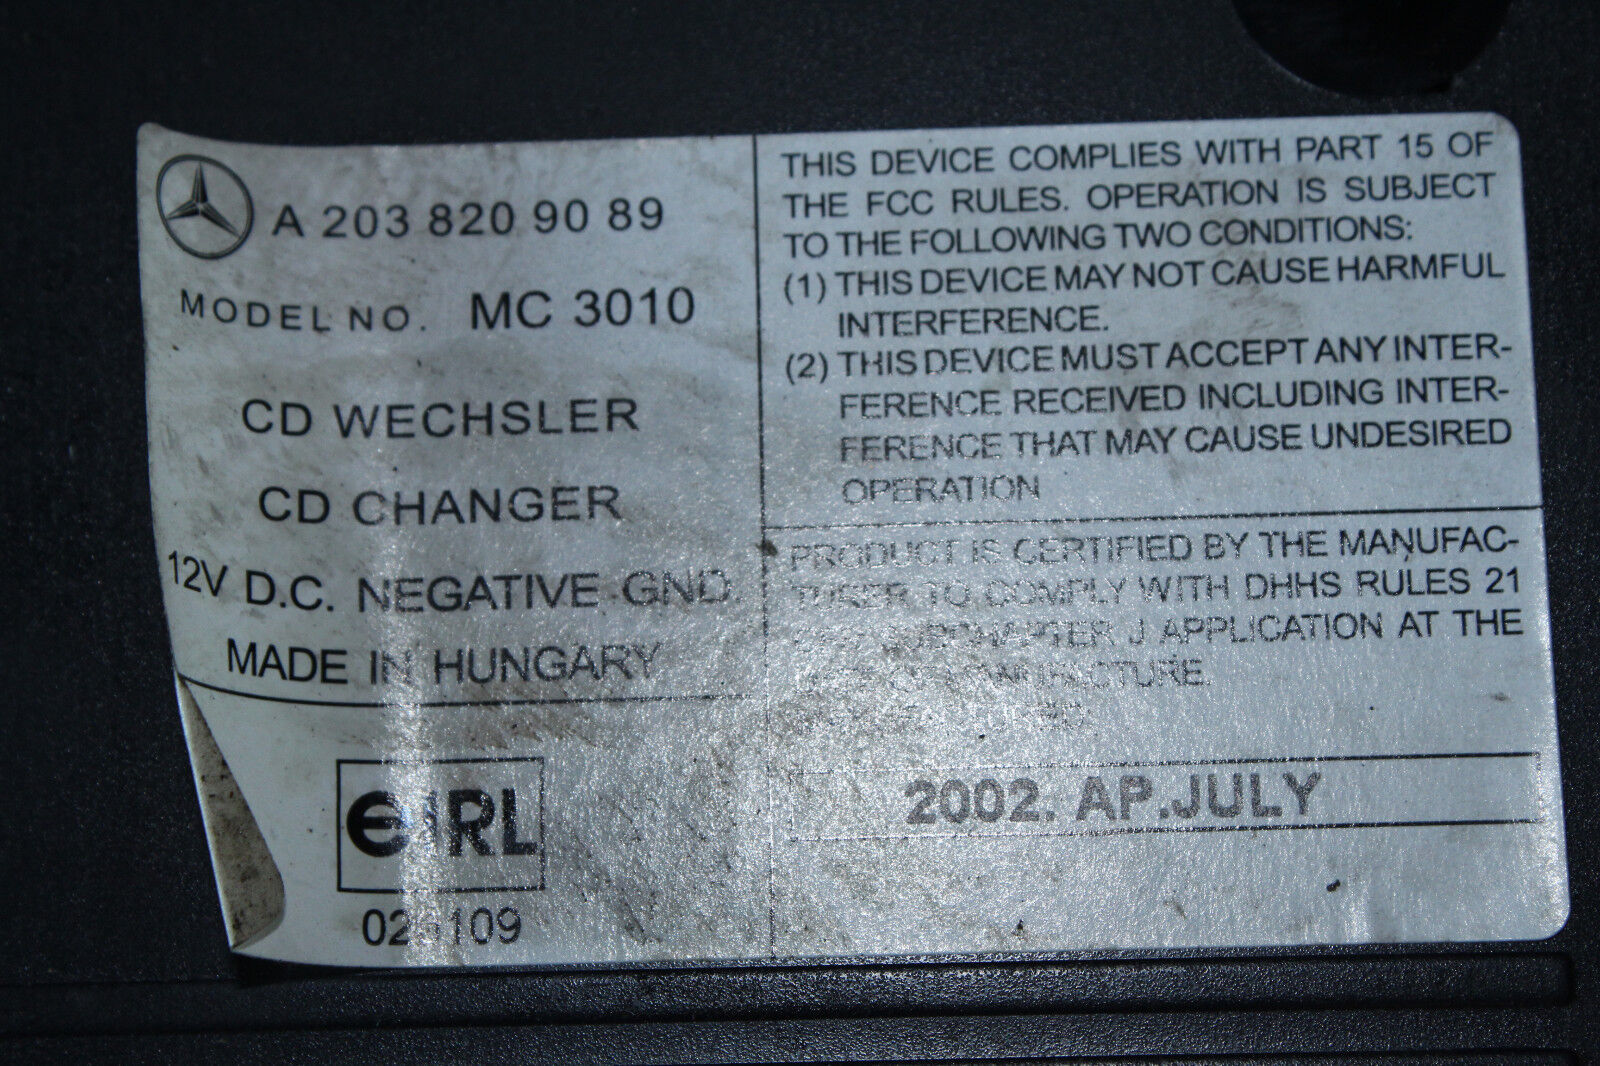 A 203 820 90 89
MODEL NO. MC 3010
CD WECHSLER
CD CHANGER
12V D.C. NEGATIVE GND
MADE IN HUNGARY
e1RL
THIS DEVICE COMPLIES WITH PART 15 OF
THE FCC RULES. OPERATION IS SUBJECT
TO THE FOLLOWING TWO CONDITIONS:
(1) THIS DEVICE MAY NOT CAUSE HARMFUL
INTERFERENCE.
(2) THIS DEVICE MUST ACCEPT ANY INTER-
FERENCE RECEIVED INCLUDING INTER-
FERENCE THAT MAY CAUSE UNDESIRED
OPERATION
PRODUCT IS CERTIFIED BY THE MANUFAC-
TURER TO COMPLY WITH DHHS RULES 21
SUBCHAPTER J APPLICATION AT THE
MANUFACTURE.
2002. AP.JULY